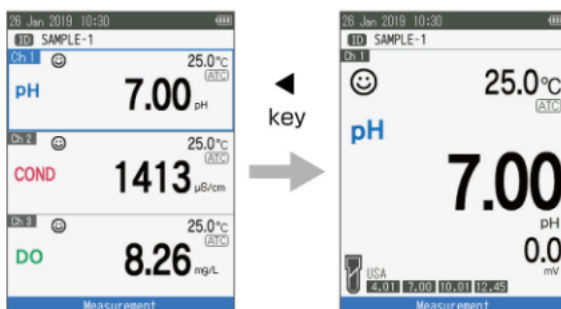 26 Jan 2019 10:30
ID SAMPLE-1
Ch 1 25.0°C
ATC
pH 7.00 pH
Ch 2 25.0°C
ATC
COND 1413 µS/cm
Ch 3 25.0°C
ATC
DO 8.26 mg/L
Measurement
◀
key
26 Jan 2019 10:30
ID SAMPLE-1
Ch 1
25.0°C
ATC
pH
7.00
pH
0.0
mV
USA
4.01 7.00 10.01 12.45
Measurement